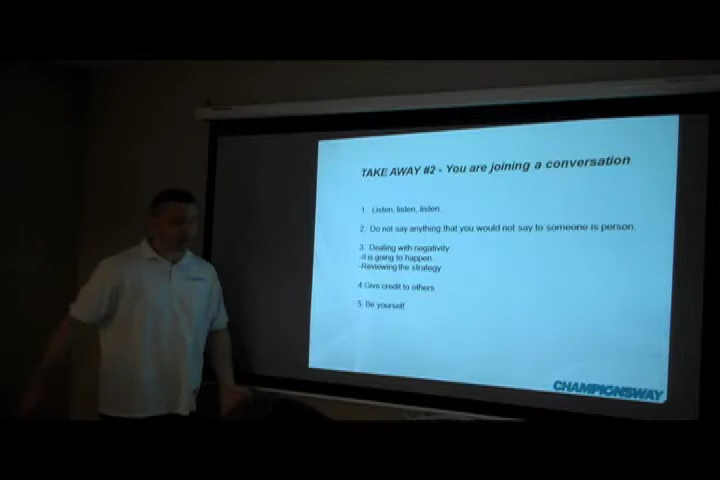 TAKE AWAY #2 - You are joining a conversation
1. Listen, listen, listen.
2. Do not say anything that you would not say to someone is person.
3. Dealing with negativity
-It is going to happen.
-Reviewing the strategy
4.Give credit to others
5. Be yourself.
CHAMPIONSWAY